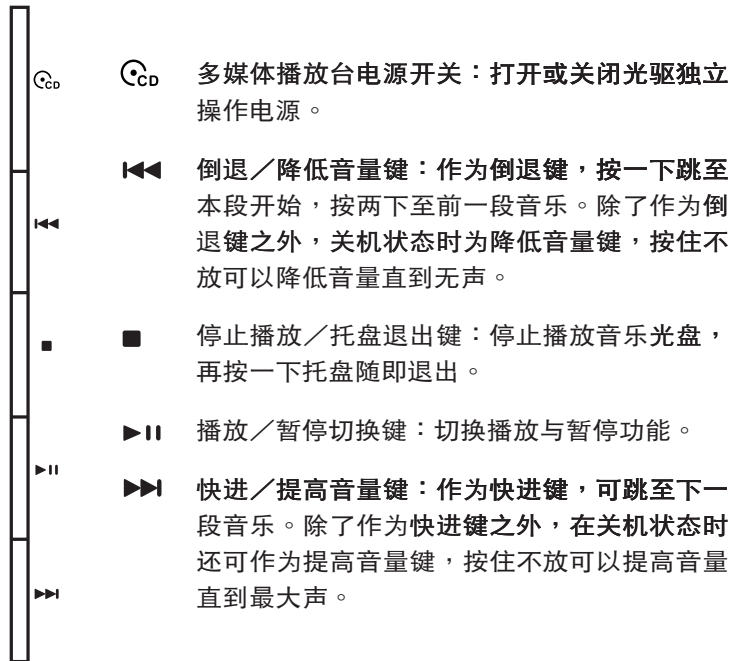 CD
CD 多媒体播放台电源开关：打开或关闭光驱独立
操作电源。
倒退／降低音量键：作为倒退键，按一下跳至
本段开始，按两下至前一段音乐。除了作为倒
退键之外，关机状态时为降低音量键，按住不
放可以降低音量直到无声。
停止播放／托盘退出键：停止播放音乐光盘，
再按一下托盘随即退出。
播放／暂停切换键：切换播放与暂停功能。
快进／提高音量键：作为快进键，可跳至下一
段音乐。除了作为快进键之外，在关机状态时
还可作为提高音量键，按住不放可以提高音量
直到最大声。